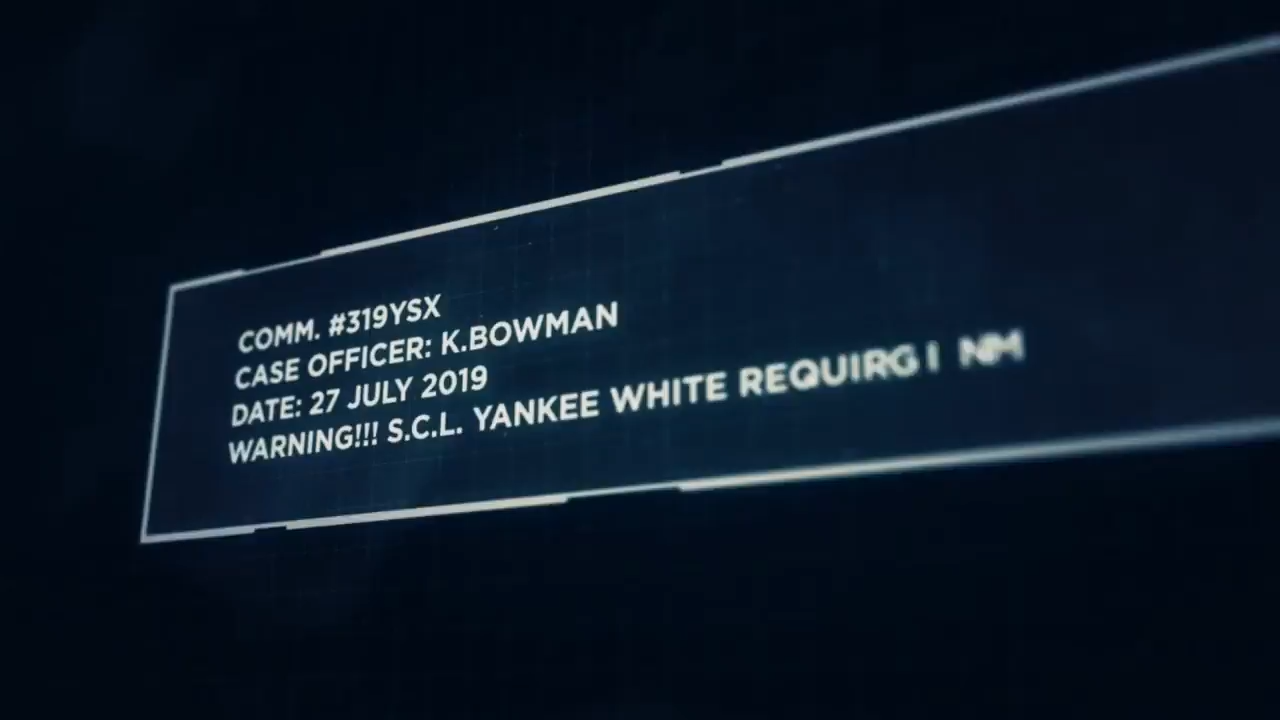 COMM. #319YSX
CASE OFFICER: K.BOWMAN
DATE: 27 JULY 2019
WARNING!!! S.C.L. YANKEE WHITE